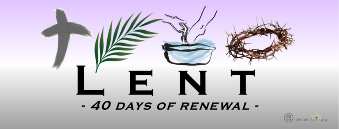 LENT
- 40 DAYS OF RENEWAL -